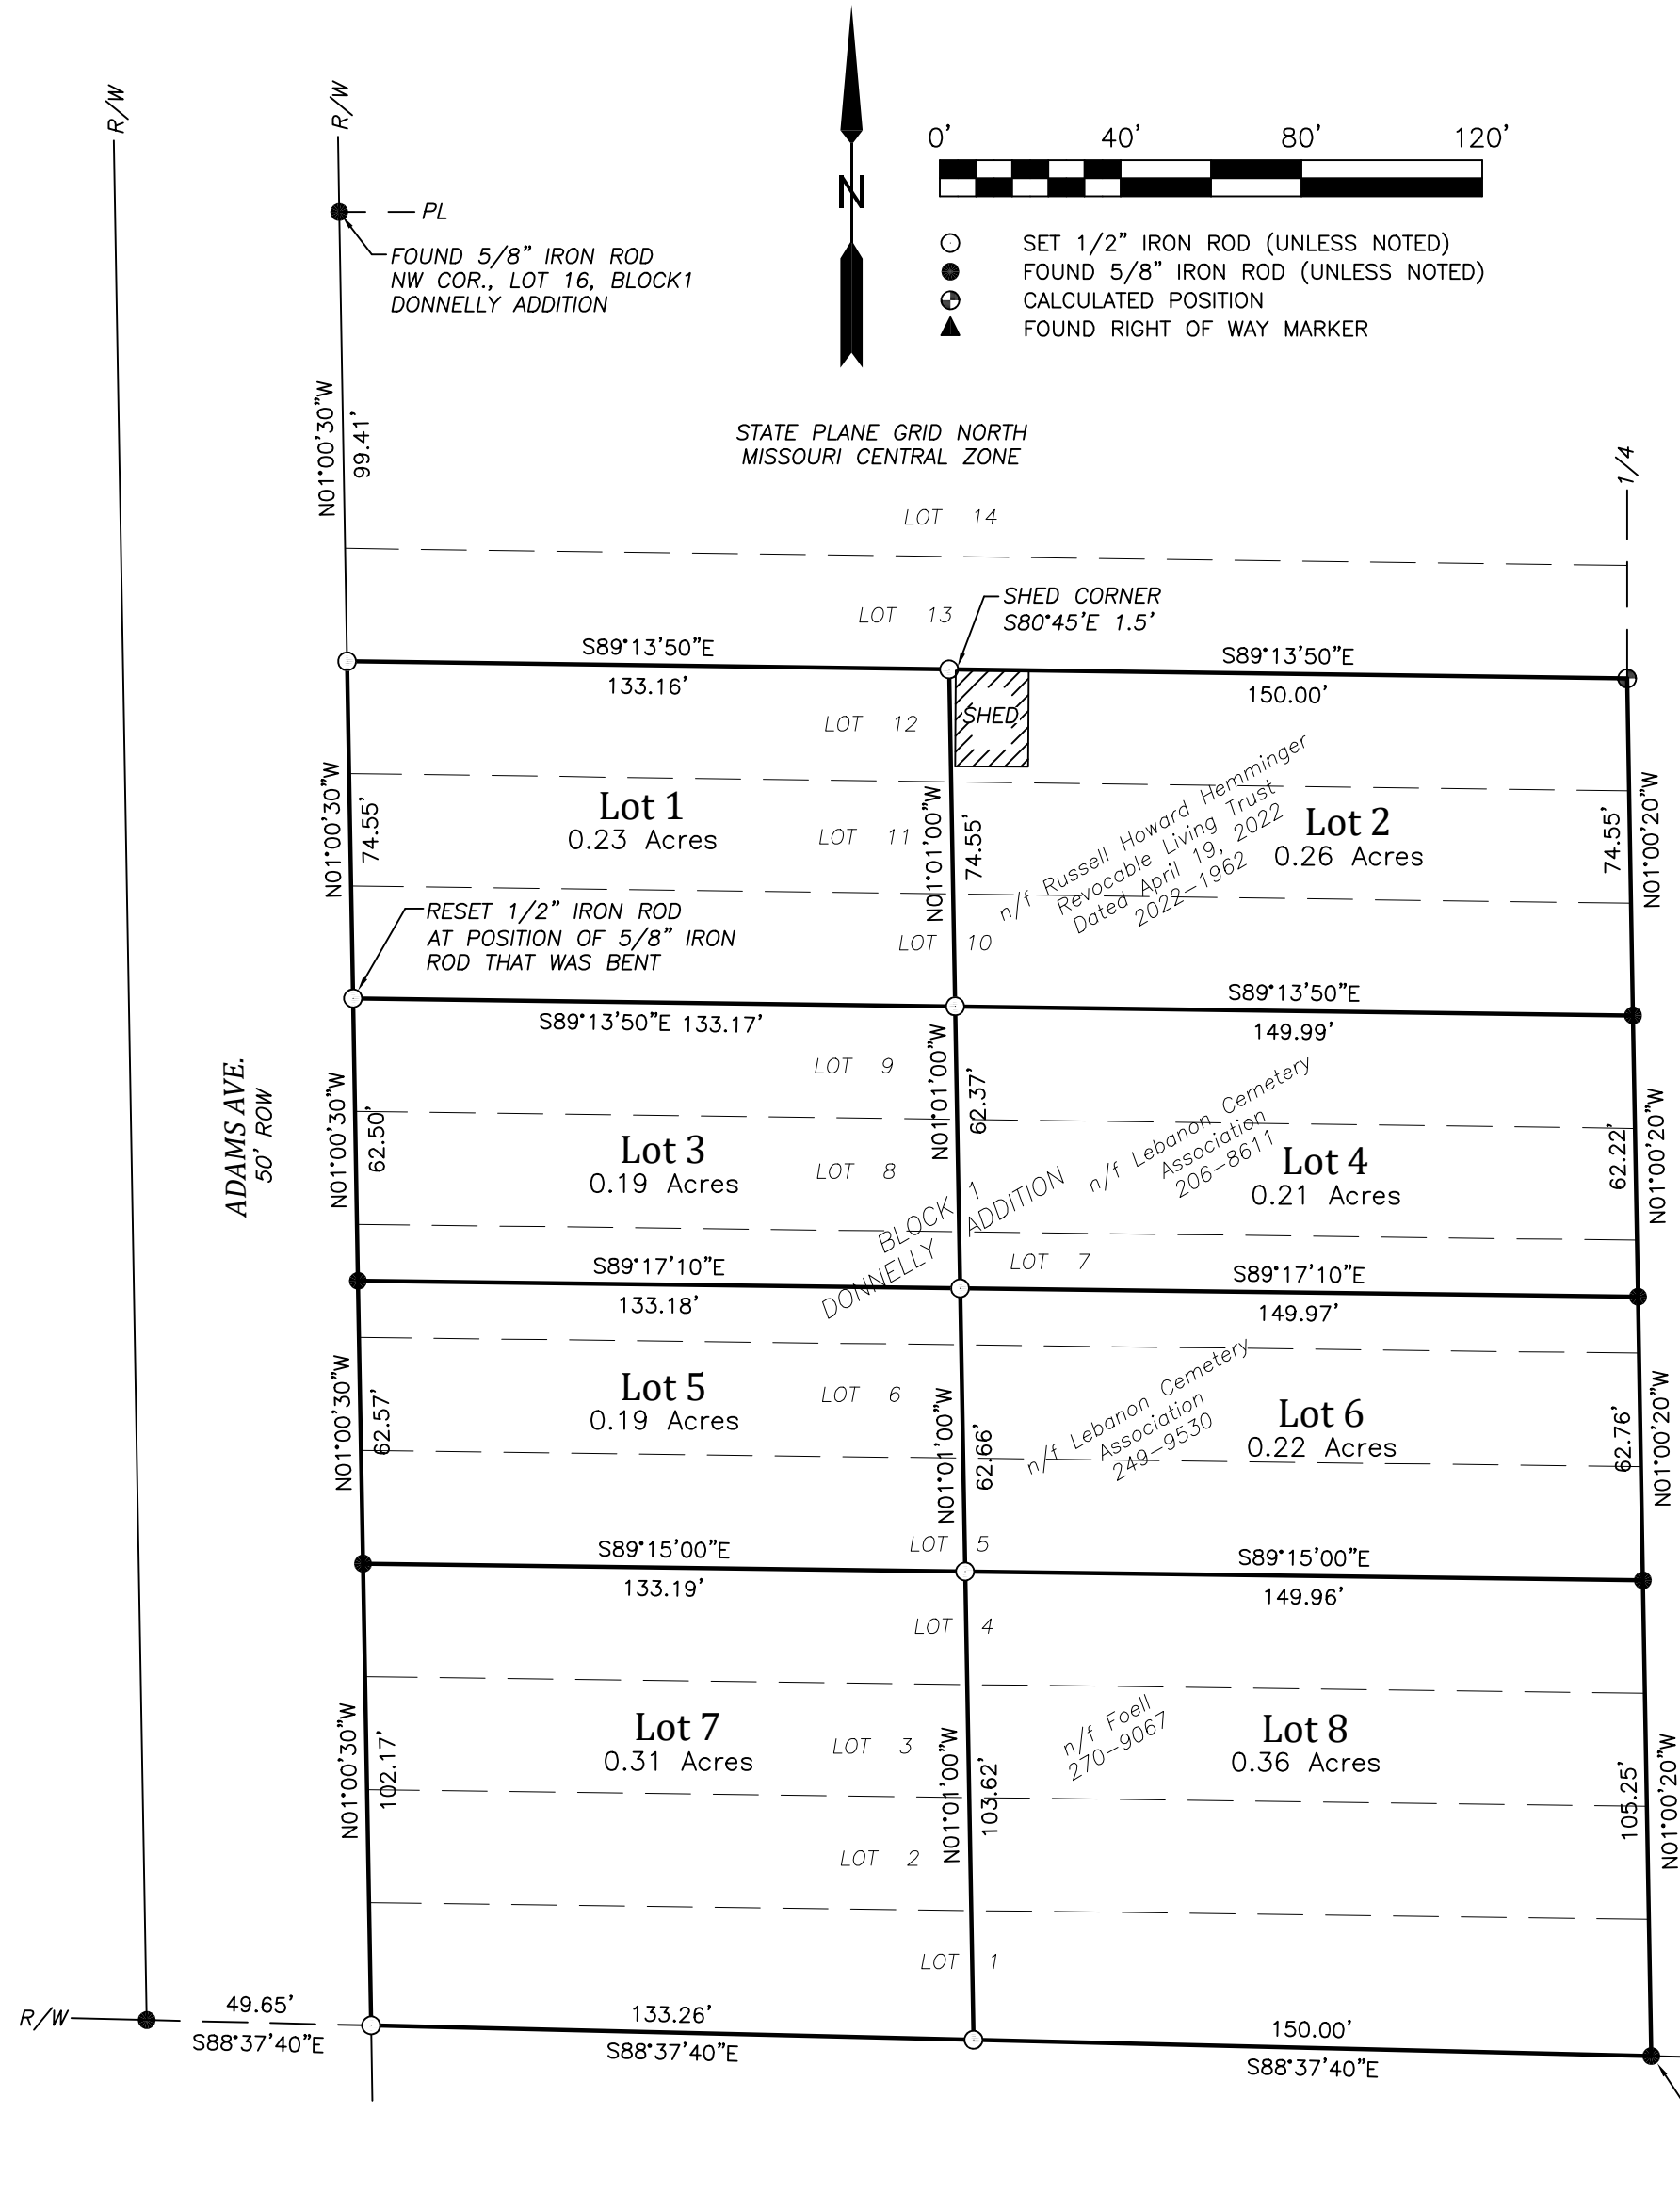 R/W
R/W
PL
FOUND 5/8" IRON ROD
NW COR., LOT 16, BLOCK1
DONNELLY ADDITION
N
0' 40' 80' 120'
SET 1/2" IRON ROD (UNLESS NOTED)
FOUND 5/8" IRON ROD (UNLESS NOTED)
CALCULATED POSITION
FOUND RIGHT OF WAY MARKER
N01°00'30"W
99.41'
STATE PLANE GRID NORTH
MISSOURI CENTRAL ZONE
1/4
LOT 14
LOT 13
SHED CORNER
S80°45'E 1.5'
S89°13'50"E
133.16'
S89°13'50"E
150.00'
LOT 12
SHED
N01°00'30"W
74.55'
Lot 1
0.23 Acres
LOT 11
N01°01'00"W
74.55'
n/f Russell Howard Hemminger
Revocable Living Trust
Dated April 19, 2022
2022-1962
Lot 2
0.26 Acres
74.55'
N01°00'20"W
RESET 1/2" IRON ROD
AT POSITION OF 5/8" IRON
ROD THAT WAS BENT
LOT 10
S89°13'50"E 133.17'
S89°13'50"E
149.99'
ADAMS AVE.
50' ROW
N01°00'30"W
62.50'
LOT 9
Lot 3
0.19 Acres
LOT 8
N01°01'00"W
62.37'
n/f Lebanon Cemetery
Association
206-8611
Lot 4
0.21 Acres
62.22'
N01°00'20"W
BLOCK 1
DONNELLY ADDITION
LOT 7
S89°17'10"E
133.18'
S89°17'10"E
149.97'
N01°00'30"W
62.57'
Lot 5
0.19 Acres
LOT 6
N01°01'00"W
62.66'
n/f Lebanon Cemetery
Association
249-9530
Lot 6
0.22 Acres
62.76'
N01°00'20"W
LOT 5
S89°15'00"E
133.19'
S89°15'00"E
149.96'
LOT 4
N01°00'30"W
102.17'
Lot 7
0.31 Acres
LOT 3
N01°01'00"W
103.62'
n/f Foell
270-9067
Lot 8
0.36 Acres
105.25'
N01°00'20"W
LOT 2
LOT 1
R/W
49.65'
S88°37'40"E
133.26'
S88°37'40"E
150.00'
S88°37'40"E